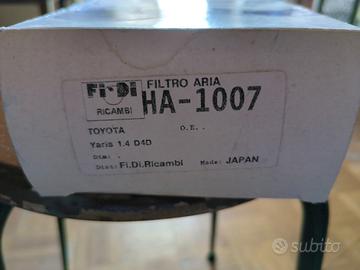 Fi•Di
RICAMBI
FILTRO ARIA
HA-1007
TOYOTA O.E..
Yaris 1.4 D4D
Dim: .
Dist: Fi.Di.Ricambi Made: JAPAN
subito